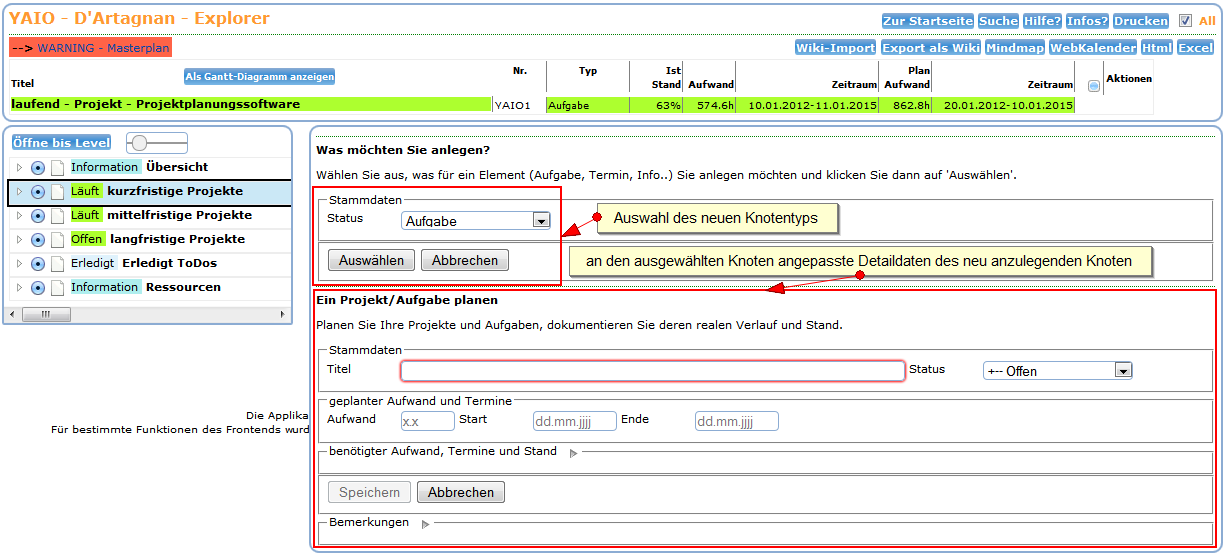 YAIO - D'Artagnan - Explorer
Zur Startseite Suche Hilfe? Infos? Drucken All
--> WARNING - Masterplan
Wiki-Import Export als Wiki Mindmap WebKalender Html Excel
Titel Als Gantt-Diagramm anzeigen Nr. Typ Ist Stand Aufwand Zeitraum Plan Aufwand Zeitraum Aktionen
laufend - Projekt - Projektplanungssoftware YAIO1 Aufgabe 63% 574.6h 10.01.2012-11.01.2015 862.8h 20.01.2012-10.01.2015
Öffne bis Level
Information Übersicht
Läuft kurzfristige Projekte
Läuft mittelfristige Projekte
Offen langfristige Projekte
Erledigt Erledigt ToDos
Information Ressourcen
Die Applika
Für bestimmte Funktionen des Frontends wurd
Was möchten Sie anlegen?
Wählen Sie aus, was für ein Element (Aufgabe, Termin, Info..) Sie anlegen möchten und klicken Sie dann auf 'Auswählen'.
Stammdaten
Status Aufgabe
Auswahl des neuen Knotentyps
Auswählen Abbrechen
an den ausgewählten Knoten angepasste Detaildaten des neu anzulegenden Knoten
Ein Projekt/Aufgabe planen
Planen Sie Ihre Projekte und Aufgaben, dokumentieren Sie deren realen Verlauf und Stand.
Stammdaten
Titel Status +-- Offen
geplanter Aufwand und Termine
Aufwand x.x Start dd.mm.jjjj Ende dd.mm.jjjj
benötigter Aufwand, Termine und Stand
Speichern Abbrechen
Bemerkungen